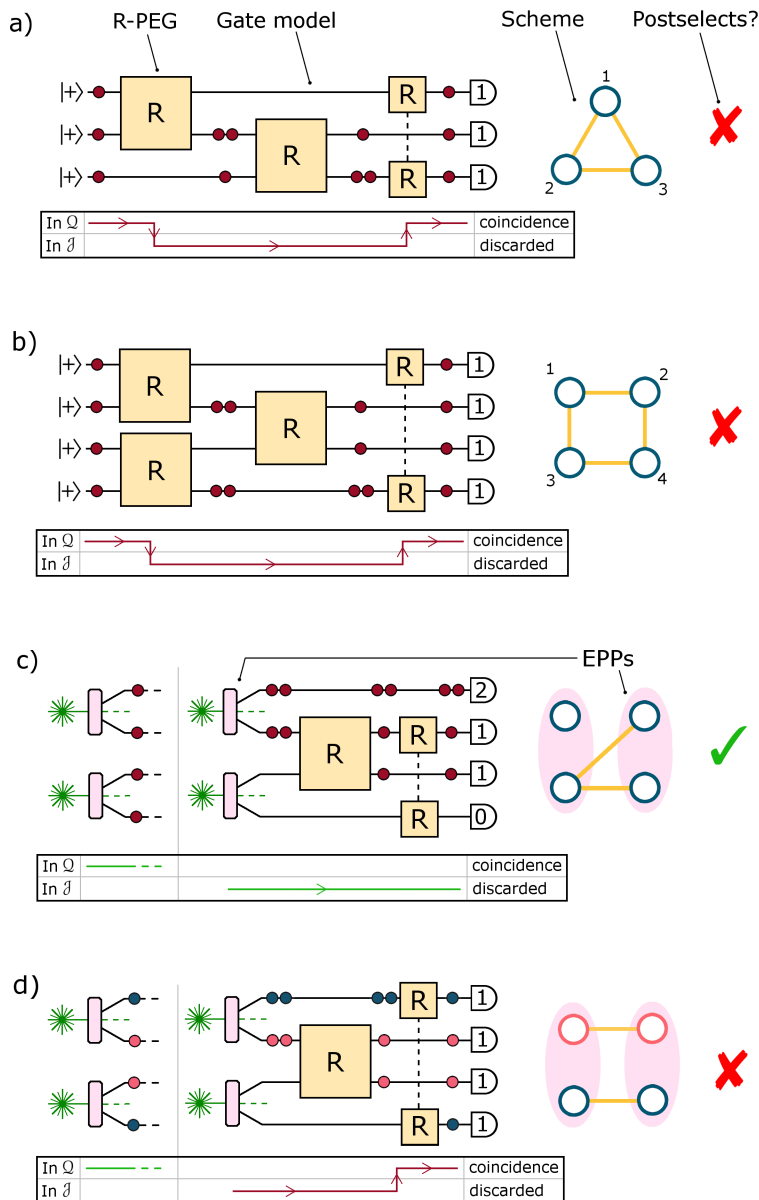 a)
R-PEG
Gate model
Scheme
Postselects?
|+⟩
|+⟩
|+⟩
R
R
R
R
1
1
1
1
2
3
In 𝒬
coincidence
In 𝒥
discarded
b)
|+⟩
|+⟩
|+⟩
|+⟩
R
R
R
R
R
1
1
1
1
1
2
3
4
In 𝒬
coincidence
In 𝒥
discarded
c)
EPPs
R
R
R
2
1
1
0
In 𝒬
coincidence
In 𝒥
discarded
d)
R
R
R
1
1
1
1
In 𝒬
coincidence
In 𝒥
discarded